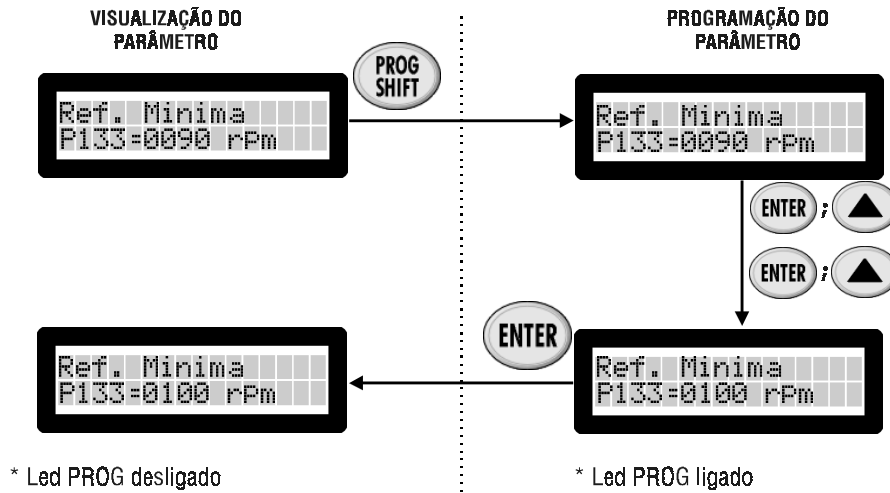 VISUALIZAÇÃO DO
PARÂMETRO
PROGRAMAÇÃO DO
PARÂMETRO
PROG
SHIFT
Ref. Minima
P133=0090 rPm
Ref. Minima
P133=0090 rPm
ENTER ;
ENTER ;
ENTER
Ref. Minima
P133=0100 rPm
Ref. Minima
P133=0100 rPm
* Led PROG desligado
* Led PROG ligado